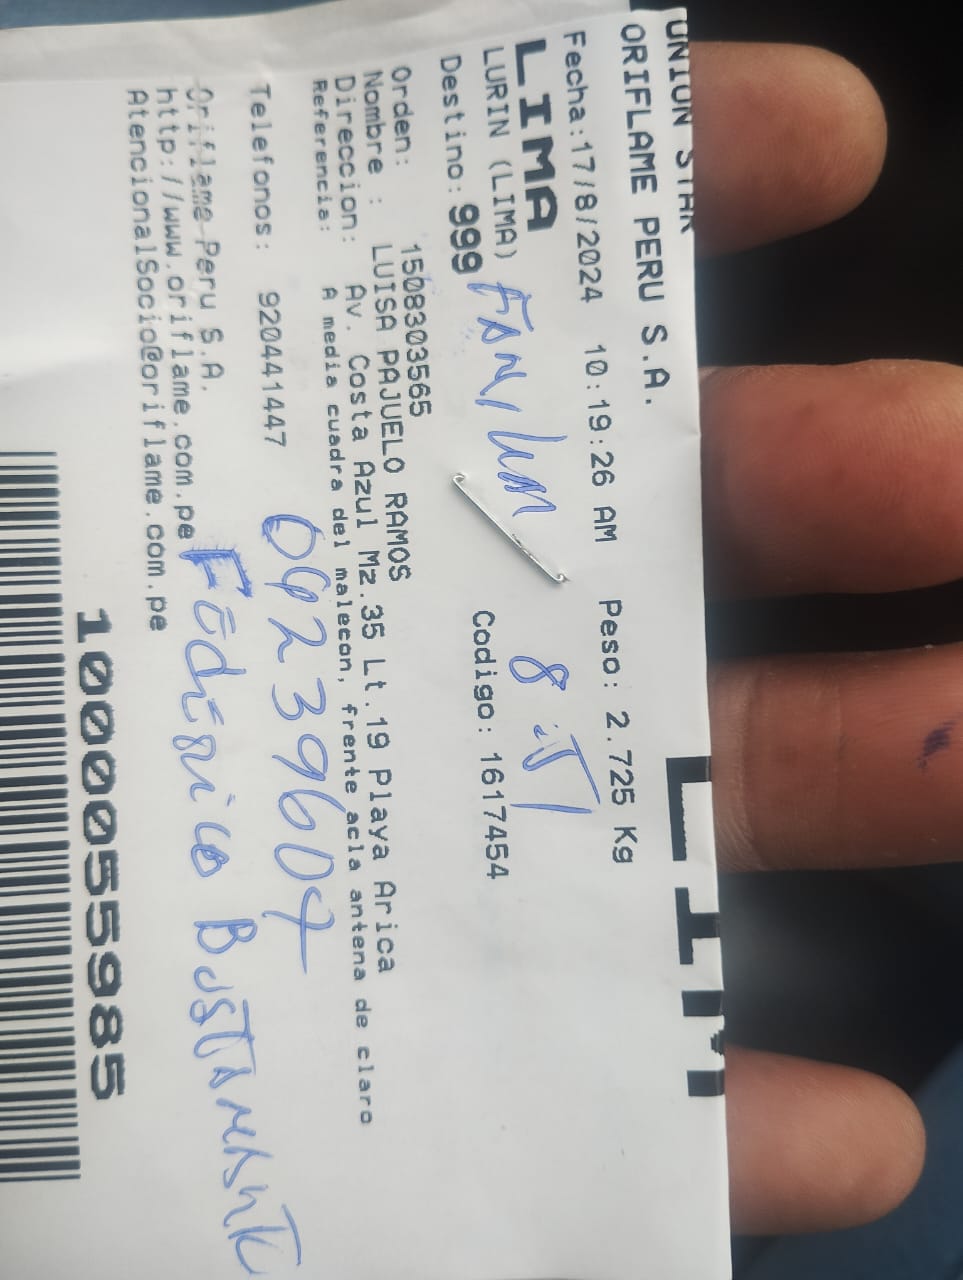 UNION STAR
ORIFLAME PERU S.A.
Fecha:17/8/2024 10:19:26 AM Peso: 2.725 Kg
LIMA
LURIN (LIMA)
Destino: 999 Codigo: 1617454
Orden: 1508303565
Nombre : LUISA PAJUELO RAMOS
Direccion: Av. Costa Azul Mz.35 Lt.19 Playa Arica
Referencia: A media cuadra del malecon, frente acla antena de claro
Telefonos: 920441447
Oriflame Peru S.A.
http://www.oriflame.com.pe
AtencionalSocio@oriflame.com.pe
Federico Bustamante
1000055985
LIM